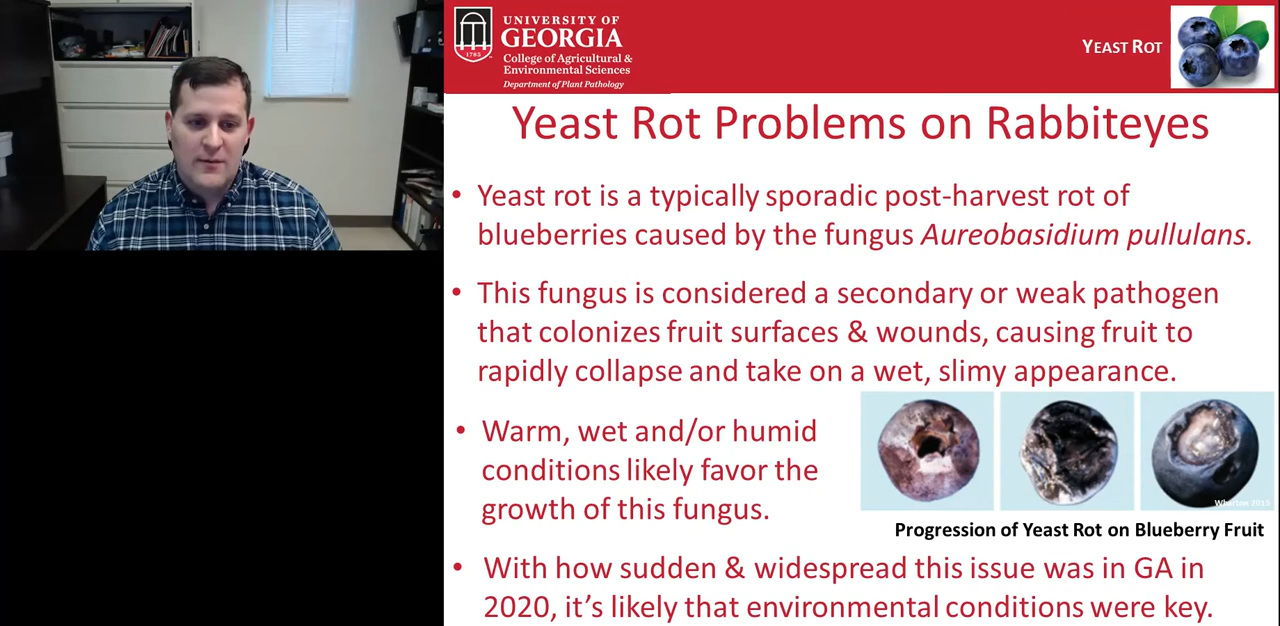 UNIVERSITY OF
GEORGIA
1785
College of Agricultural &
Environmental Sciences
Department of Plant Pathology
YEAST ROT
Yeast Rot Problems on Rabbiteyes
• Yeast rot is a typically sporadic post-harvest rot of
blueberries caused by the fungus Aureobasidium pullulans.
• This fungus is considered a secondary or weak pathogen
that colonizes fruit surfaces & wounds, causing fruit to
rapidly collapse and take on a wet, slimy appearance.
• Warm, wet and/or humid
conditions likely favor the
growth of this fungus.
Wharton 2015
Progression of Yeast Rot on Blueberry Fruit
• With how sudden & widespread this issue was in GA in
2020, it's likely that environmental conditions were key.